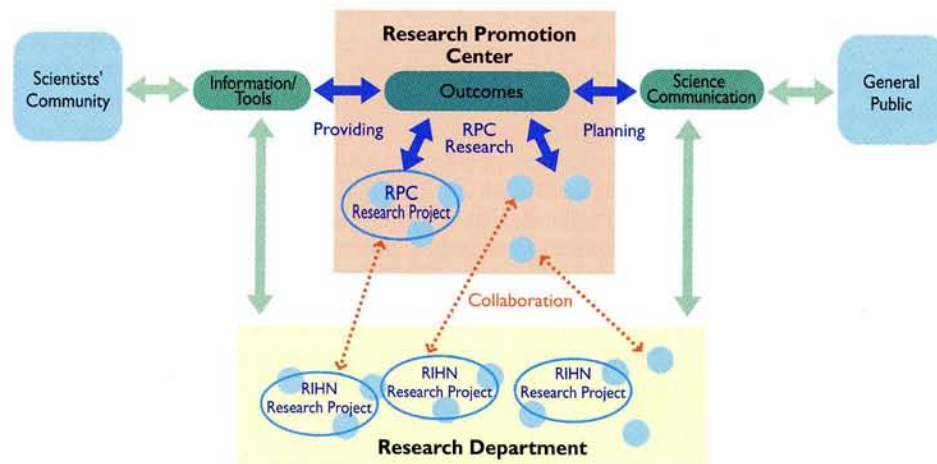 Research Promotion
Center
Scientists'
Community
Information/
Tools
Outcomes
Science
Communication
General
Public
Providing
RPC
Research
Planning
RPC
Research Project
Collaboration
RIHN
Research Project
RIHN
Research Project
RIHN
Research Project
Research Department